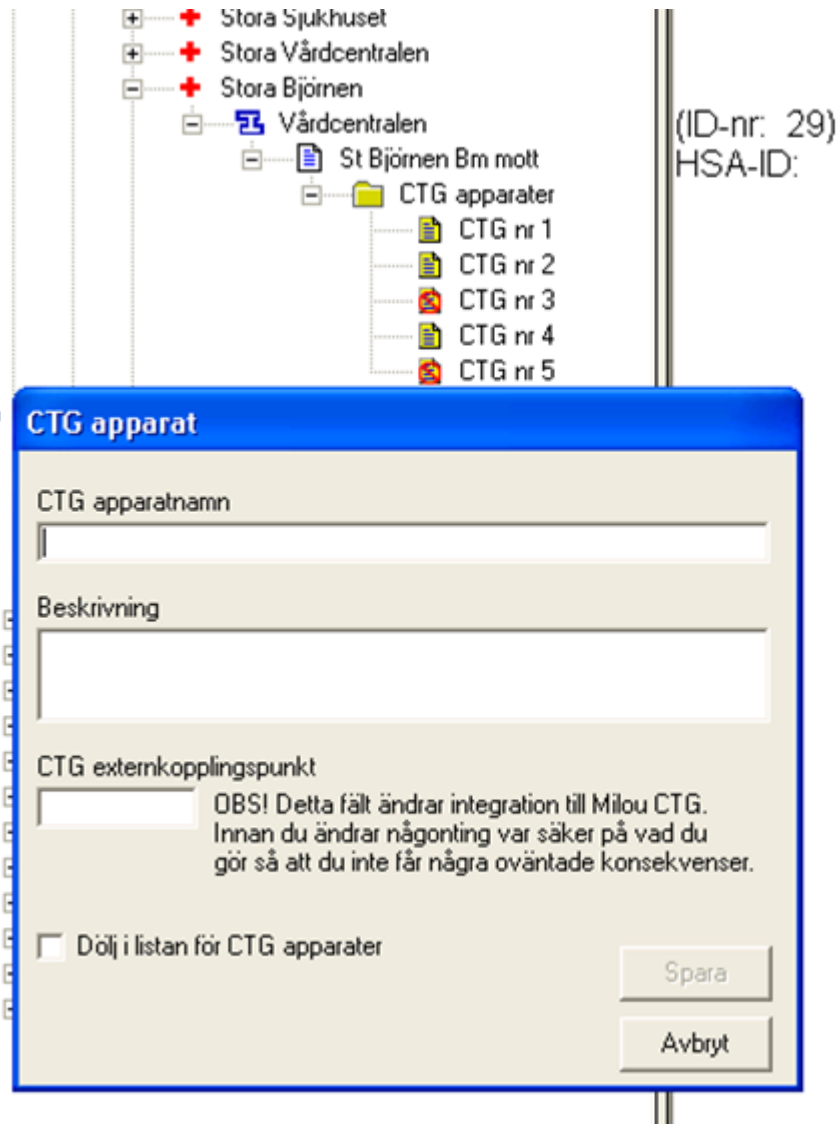 Stora Sjukhuset
Stora Vårdcentralen
Stora Björnen
Vårdcentralen
(ID-nr: 29)
St Björnen Bm mott
HSA-ID:
CTG apparater
CTG nr 1
CTG nr 2
CTG nr 3
CTG nr 4
CTG nr 5
CTG apparat
CTG apparatnamn
Beskrivning
CTG externkopplingspunkt
OBS! Detta fält ändrar integration till Milou CTG.
Innan du ändrar någonting var säker på vad du
gör så att du inte får några oväntade konsekvenser.
Dölj i listan för CTG apparater
Spara
Avbryt